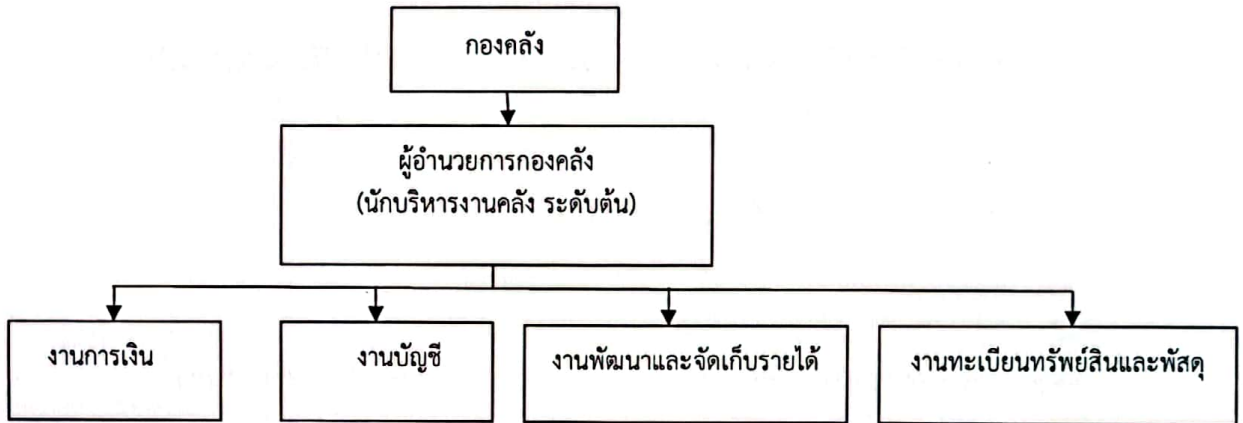 กองคลัง
ผู้อำนวยการกองคลัง
(นักบริหารงานคลัง ระดับต้น)
งานการเงิน
งานบัญชี
งานพัฒนาและจัดเก็บรายได้
งานทะเบียนทรัพย์สินและพัสดุ